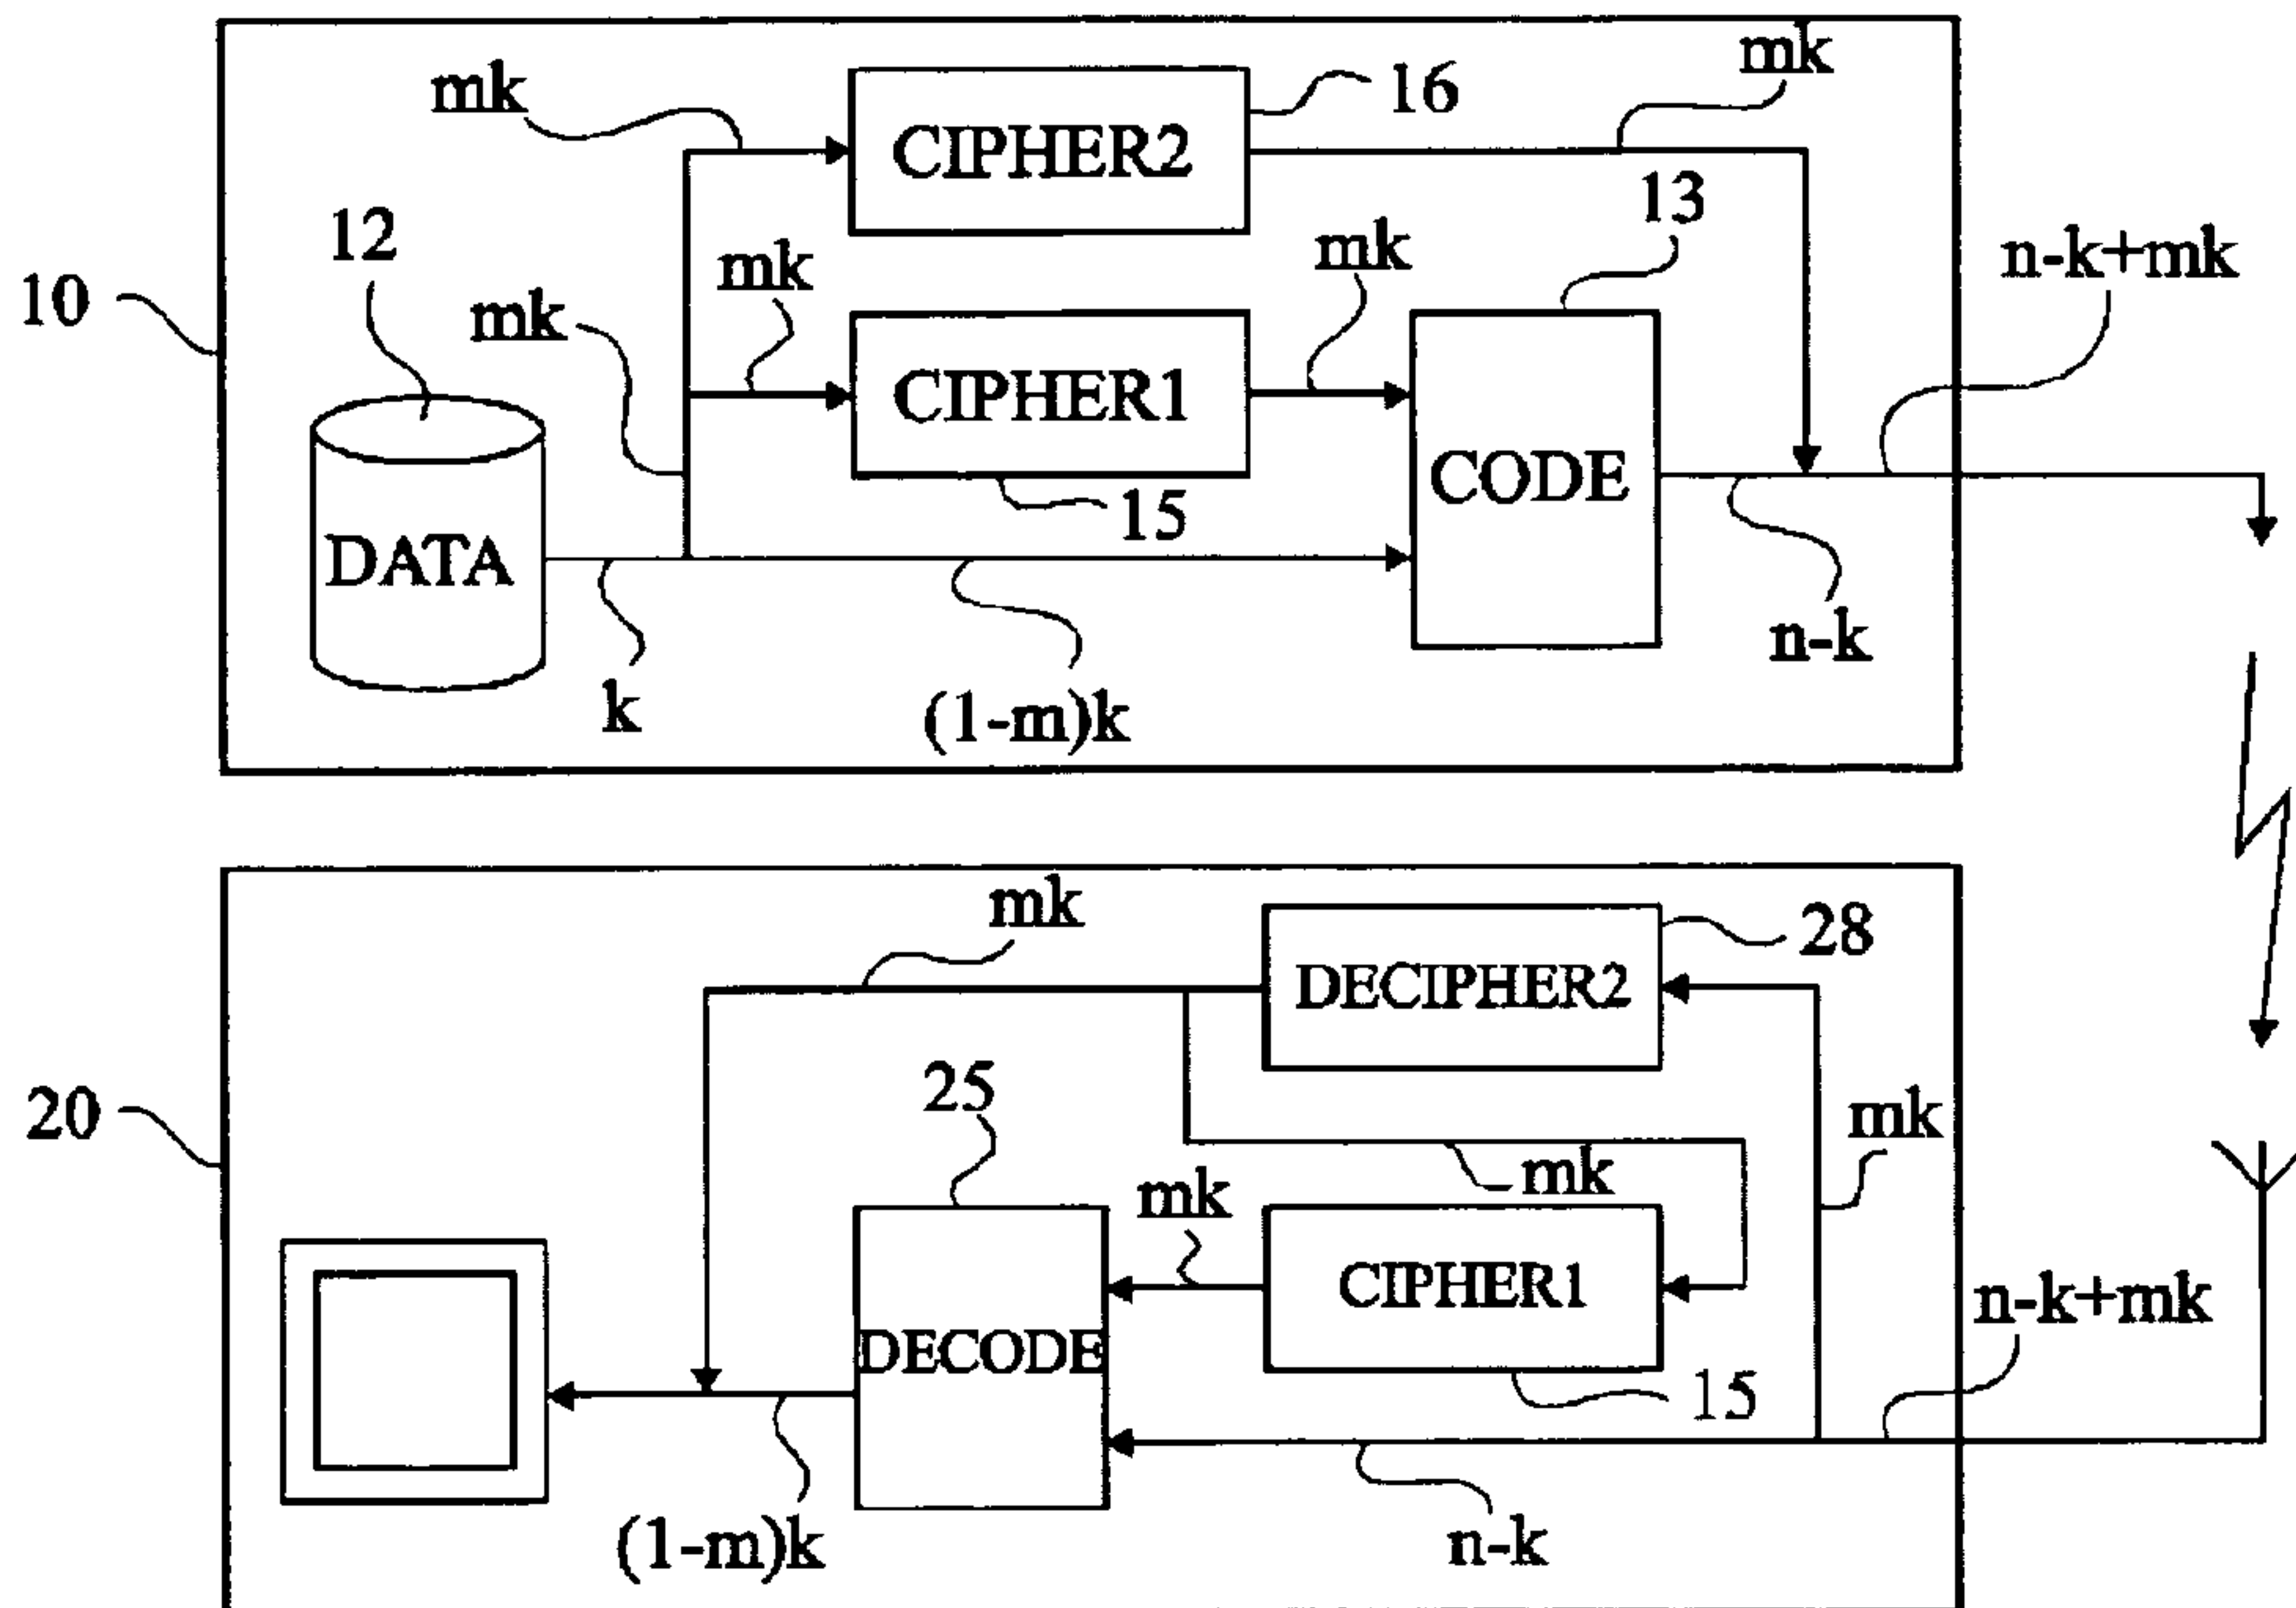 mk
mk
CIPHER2
16
13
12
mk
mk
n-k+mk
10
mk
CIPHER1
CODE
15
DATA
n-k
k
(1-m)k
mk
DECIPHER2
28
25
20
mk
mk
mk
CIPHER1
n-k+mk
DECODE
15
(1-m)k
n-k